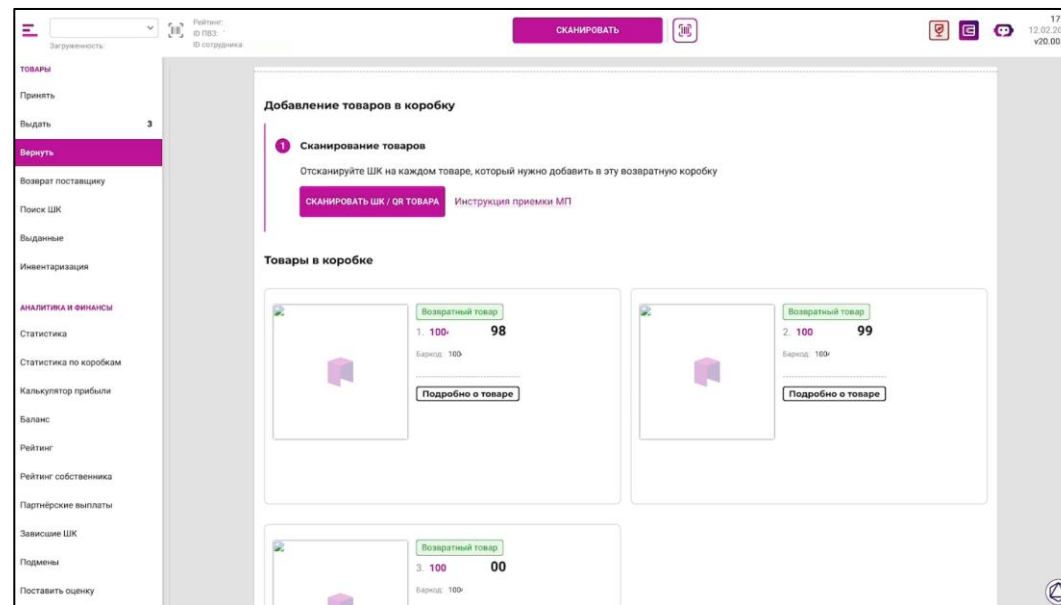 Рейтинг:
ID ПВЗ:
ID сотрудника
Загруженность:
СКАНИРОВАТЬ
17
12.02.20
v20.00.
ТОВАРЫ
Принять
Выдать 3
Вернуть
Возврат поставщику
Поиск ШК
Выданные
Инвентаризация
АНАЛИТИКА И ФИНАНСЫ
Статистика
Статистика по коробкам
Калькулятор прибыли
Баланс
Рейтинг
Рейтинг собственника
Партнёрские выплаты
Зависшие ШК
Подмены
Поставить оценку
Добавление товаров в коробку
1 Сканирование товаров
Отсканируйте ШК на каждом товаре, который нужно добавить в эту возвратную коробку
СКАНИРОВАТЬ ШК / QR ТОВАРА Инструкция приемки МП
Товары в коробке
Возвратный товар
1. 100 98
Баркод: 100
Подробно о товаре
Возвратный товар
2. 100 99
Баркод: 100
Подробно о товаре
Возвратный товар
3. 100 00
Баркод: 100